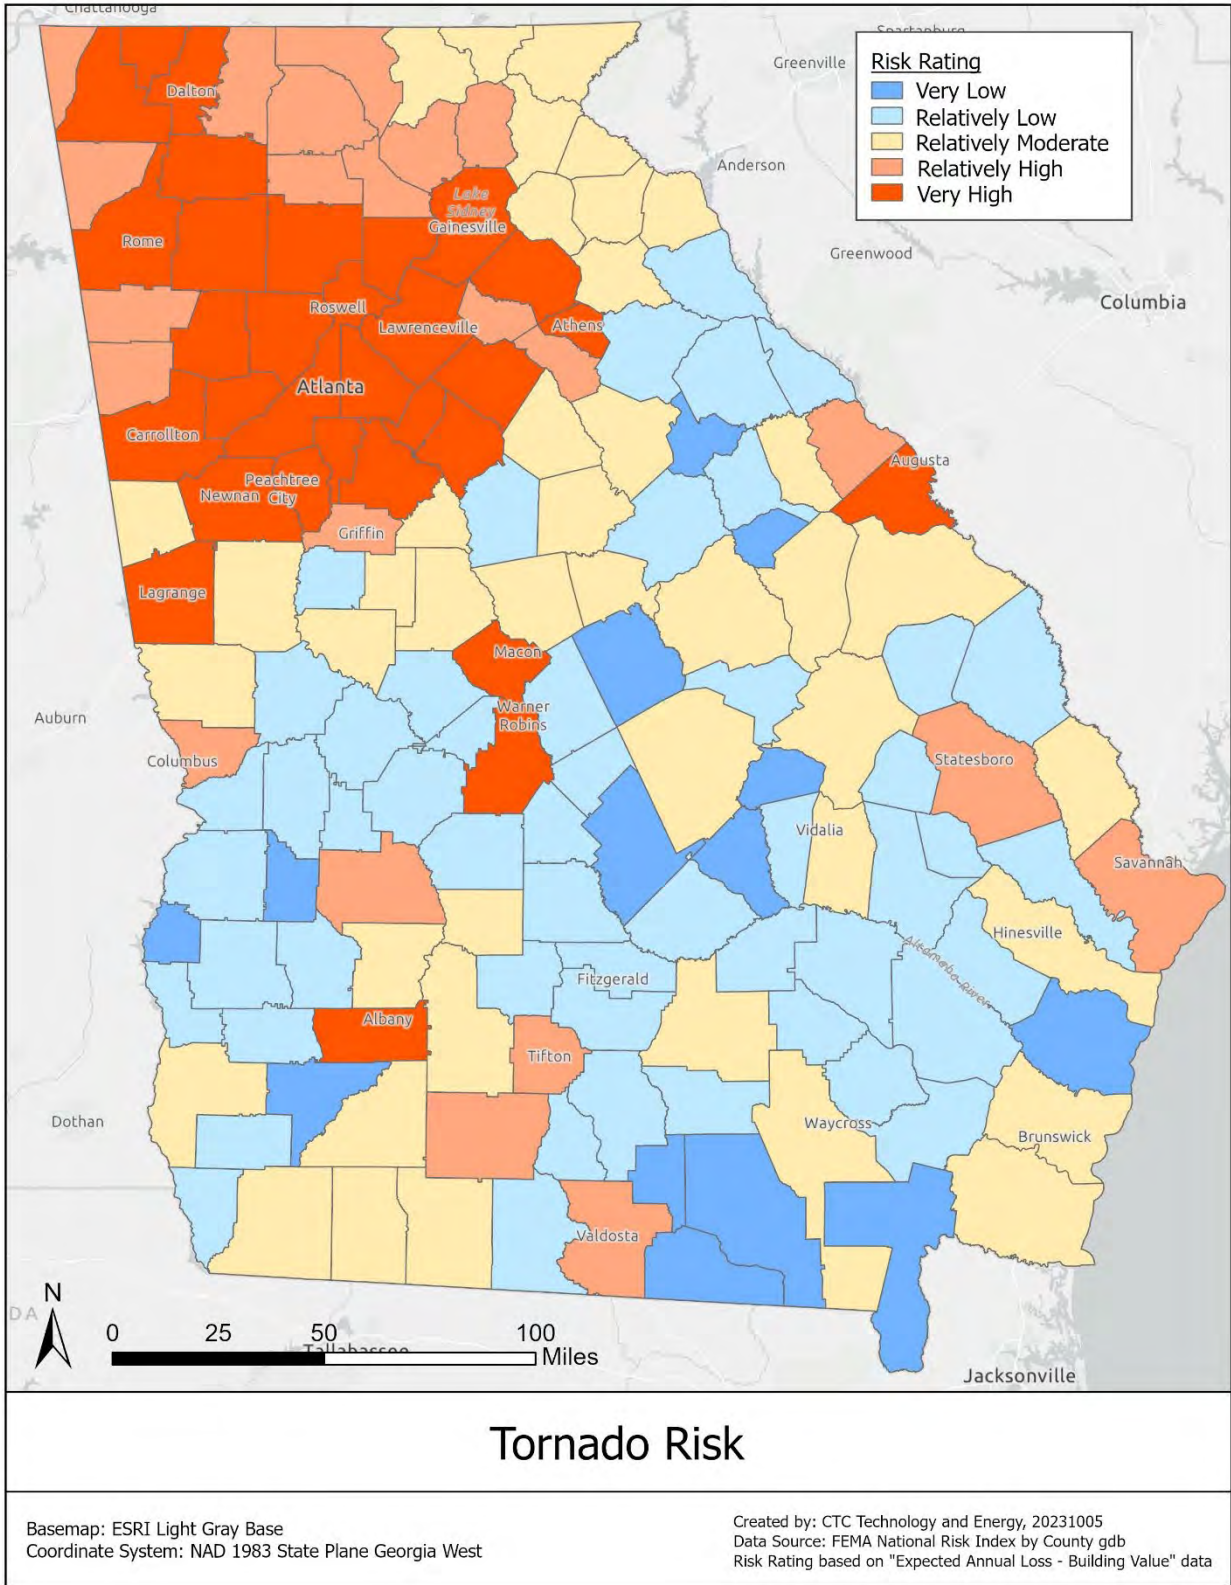 Chattanooga
Spartanburg
Greenville
Risk Rating
Very Low
Relatively Low
Relatively Moderate
Relatively High
Very High
Dalton
Anderson
Lake
Sidney
Gainesville
Rome
Greenwood
Columbia
Roswell
Lawrenceville
Athens
Atlanta
Carrollton
Augusta
Peachtree
City
Newnan
Griffin
Lagrange
Macon
Warner
Robins
Auburn
Columbus
Statesboro
Vidalia
Savannah
Hinesville
Altamaha River
Fitzgerald
Albany
Tifton
Dothan
Waycross
Brunswick
Valdosta
N
D A
0 25 50 100
Miles
Tallahassee
Jacksonville
Tornado Risk
Basemap: ESRI Light Gray Base
Coordinate System: NAD 1983 State Plane Georgia West
Created by: CTC Technology and Energy, 20231005
Data Source: FEMA National Risk Index by County gdb
Risk Rating based on "Expected Annual Loss - Building Value" data